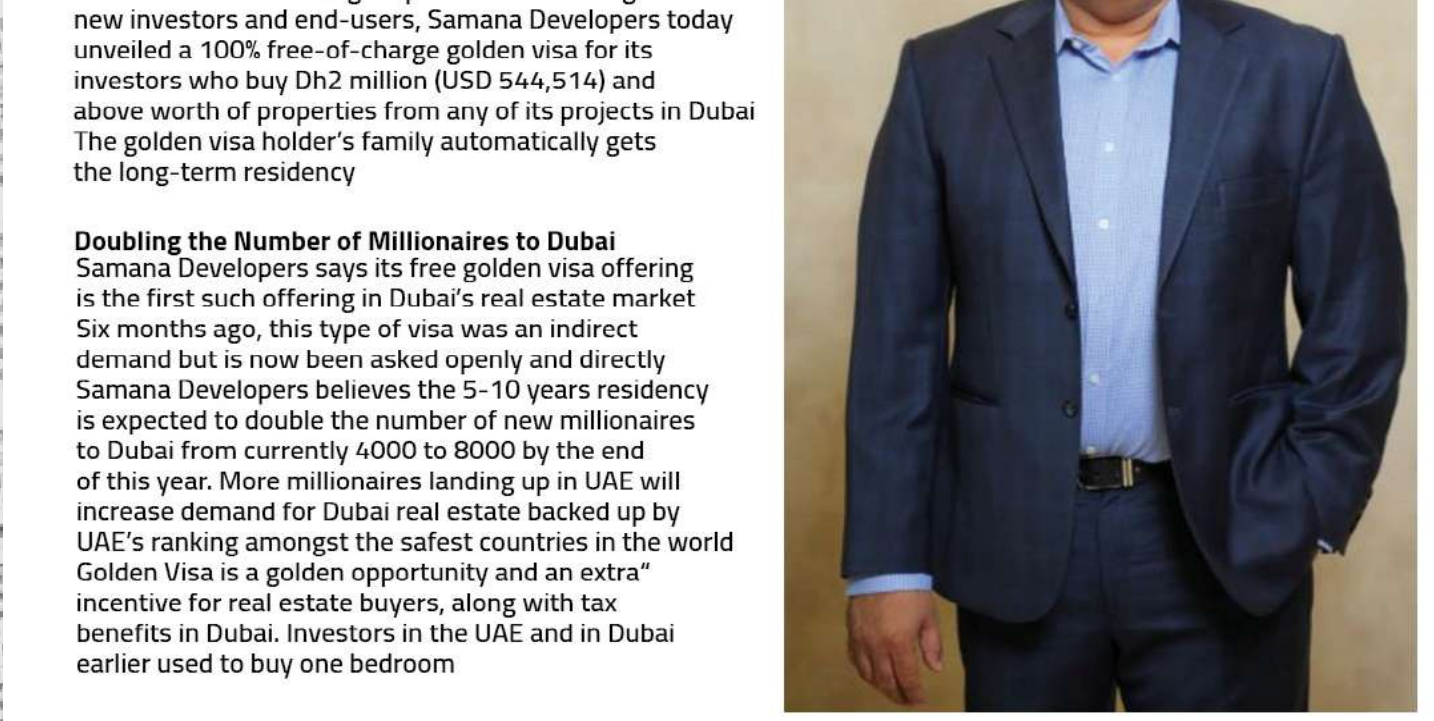 new investors and end-users, Samana Developers today
unveiled a 100% free-of-charge golden visa for its
investors who buy Dh2 million (USD 544,514) and
above worth of properties from any of its projects in Dubai
The golden visa holder's family automatically gets
the long-term residency
Doubling the Number of Millionaires to Dubai
Samana Developers says its free golden visa offering
is the first such offering in Dubai's real estate market
Six months ago, this type of visa was an indirect
demand but is now been asked openly and directly
Samana Developers believes the 5-10 years residency
is expected to double the number of new millionaires
to Dubai from currently 4000 to 8000 by the end
of this year. More millionaires landing up in UAE will
increase demand for Dubai real estate backed up by
UAE's ranking amongst the safest countries in the world
Golden Visa is a golden opportunity and an extra“
incentive for real estate buyers, along with tax
benefits in Dubai. Investors in the UAE and in Dubai
earlier used to buy one bedroom